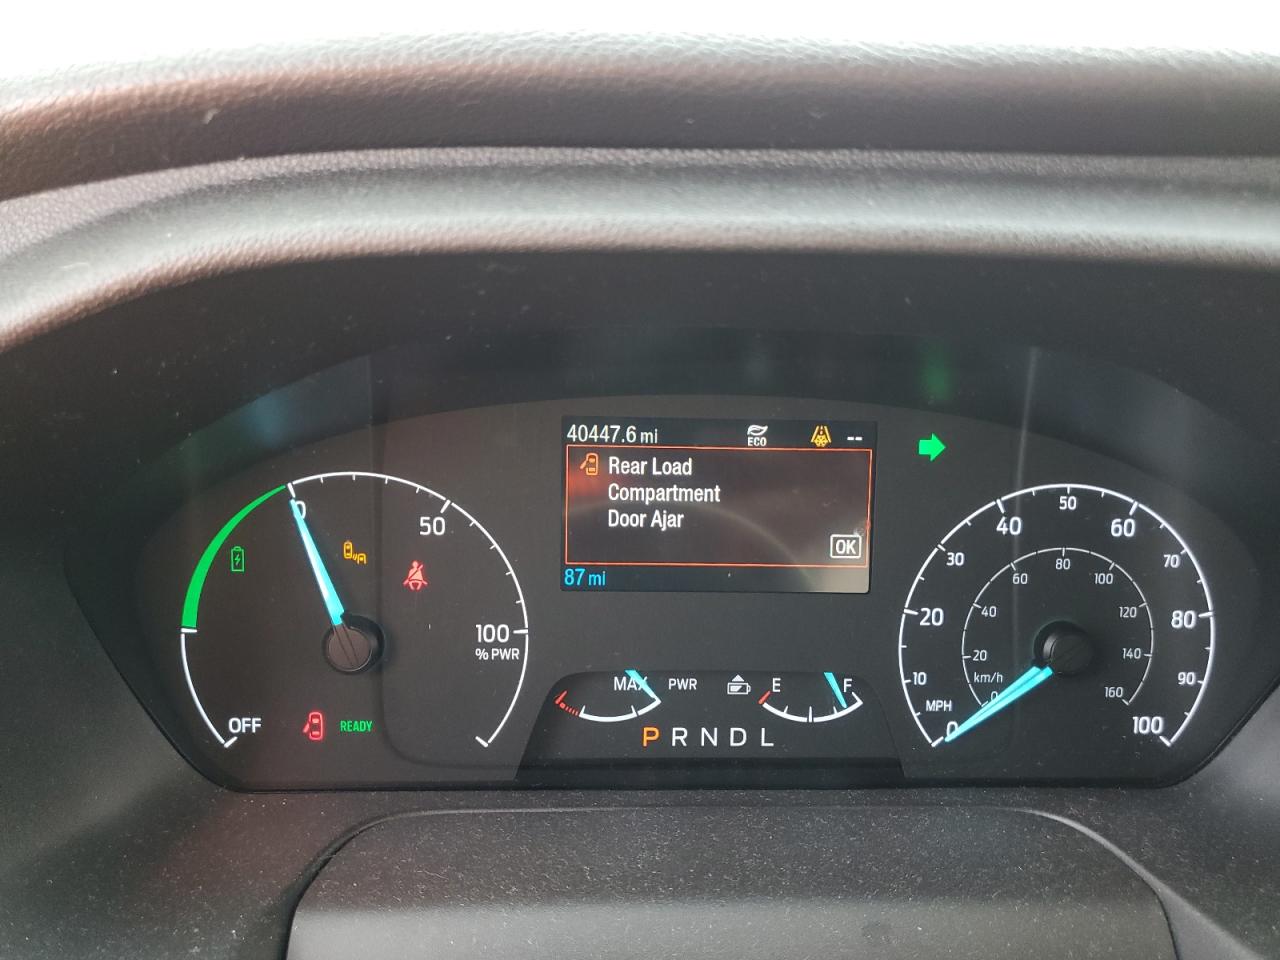 40447.6 mi
ECO
--
Rear Load
Compartment
Door Ajar
OK
87 mi
0
50
100
% PWR
OFF
READY
MAX PWR
E
F
P R N D L
0
10
20
30
40
50
60
70
80
90
100
MPH
0
20
40
60
80
100
120
140
160
km/h